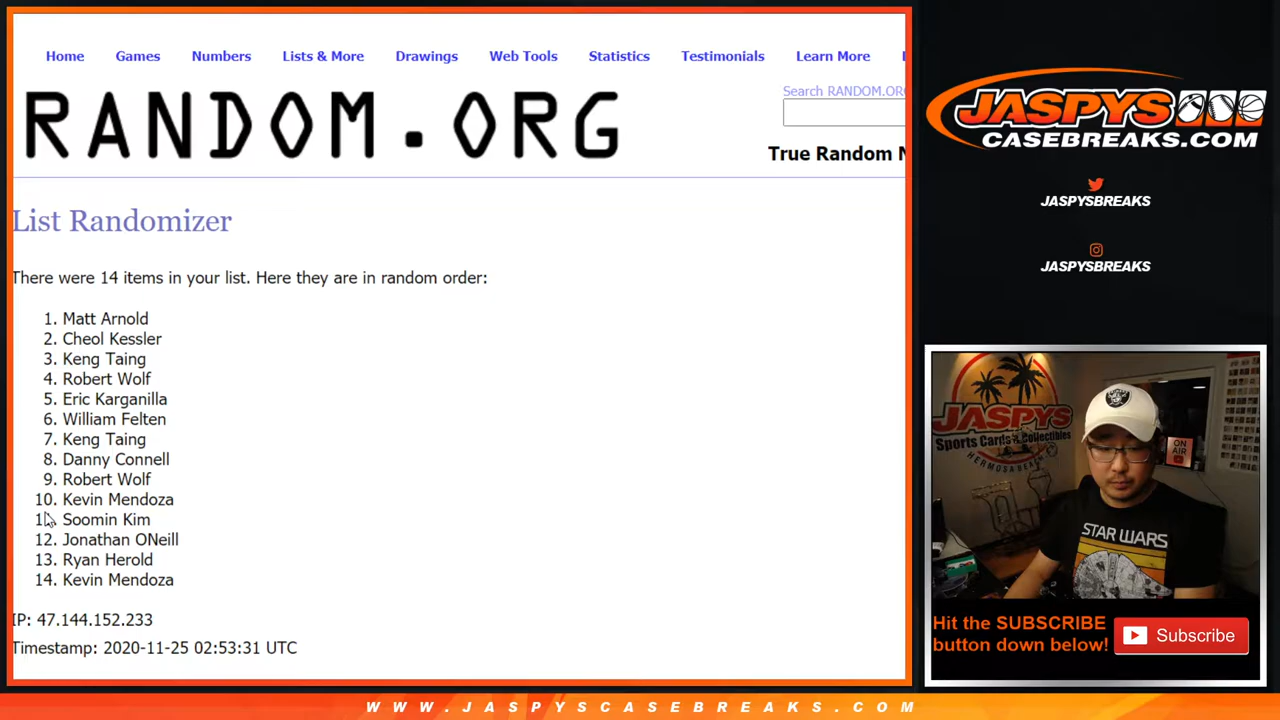 Home Games Numbers Lists & More Drawings Web Tools Statistics Testimonials Learn More
Search RANDOM.ORG
RANDOM.ORG
True Random
List Randomizer
There were 14 items in your list. Here they are in random order:
1. Matt Arnold
2. Cheol Kessler
3. Keng Taing
4. Robert Wolf
5. Eric Karganilla
6. William Felten
7. Keng Taing
8. Danny Connell
9. Robert Wolf
10. Kevin Mendoza
11. Soomin Kim
12. Jonathan ONeill
13. Ryan Herold
14. Kevin Mendoza
IP: 47.144.152.233
Timestamp: 2020-11-25 02:53:31 UTC
JASPYS
CASEBREAKS.COM
JASPYSBREAKS
JASPYSBREAKS
JASPYS
Sports Cards & Collectibles
HERMOSA BEACH
ON
AIR
STAR WARS
Hit the SUBSCRIBE
button down below!
Subscribe
WWW.JASPYSCASEBREAKS.COM